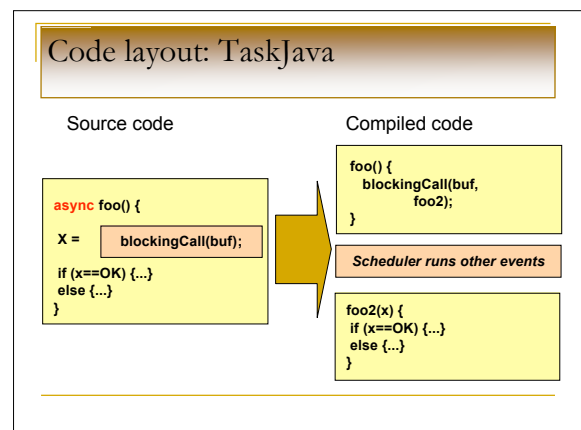 Code layout: TaskJava
Source code
async foo() {
X = blockingCall(buf);
if (x==OK) {...}
else {...}
}
Compiled code
foo() {
blockingCall(buf,
foo2);
}
Scheduler runs other events
foo2(x) {
if (x==OK) {...}
else {...}
}